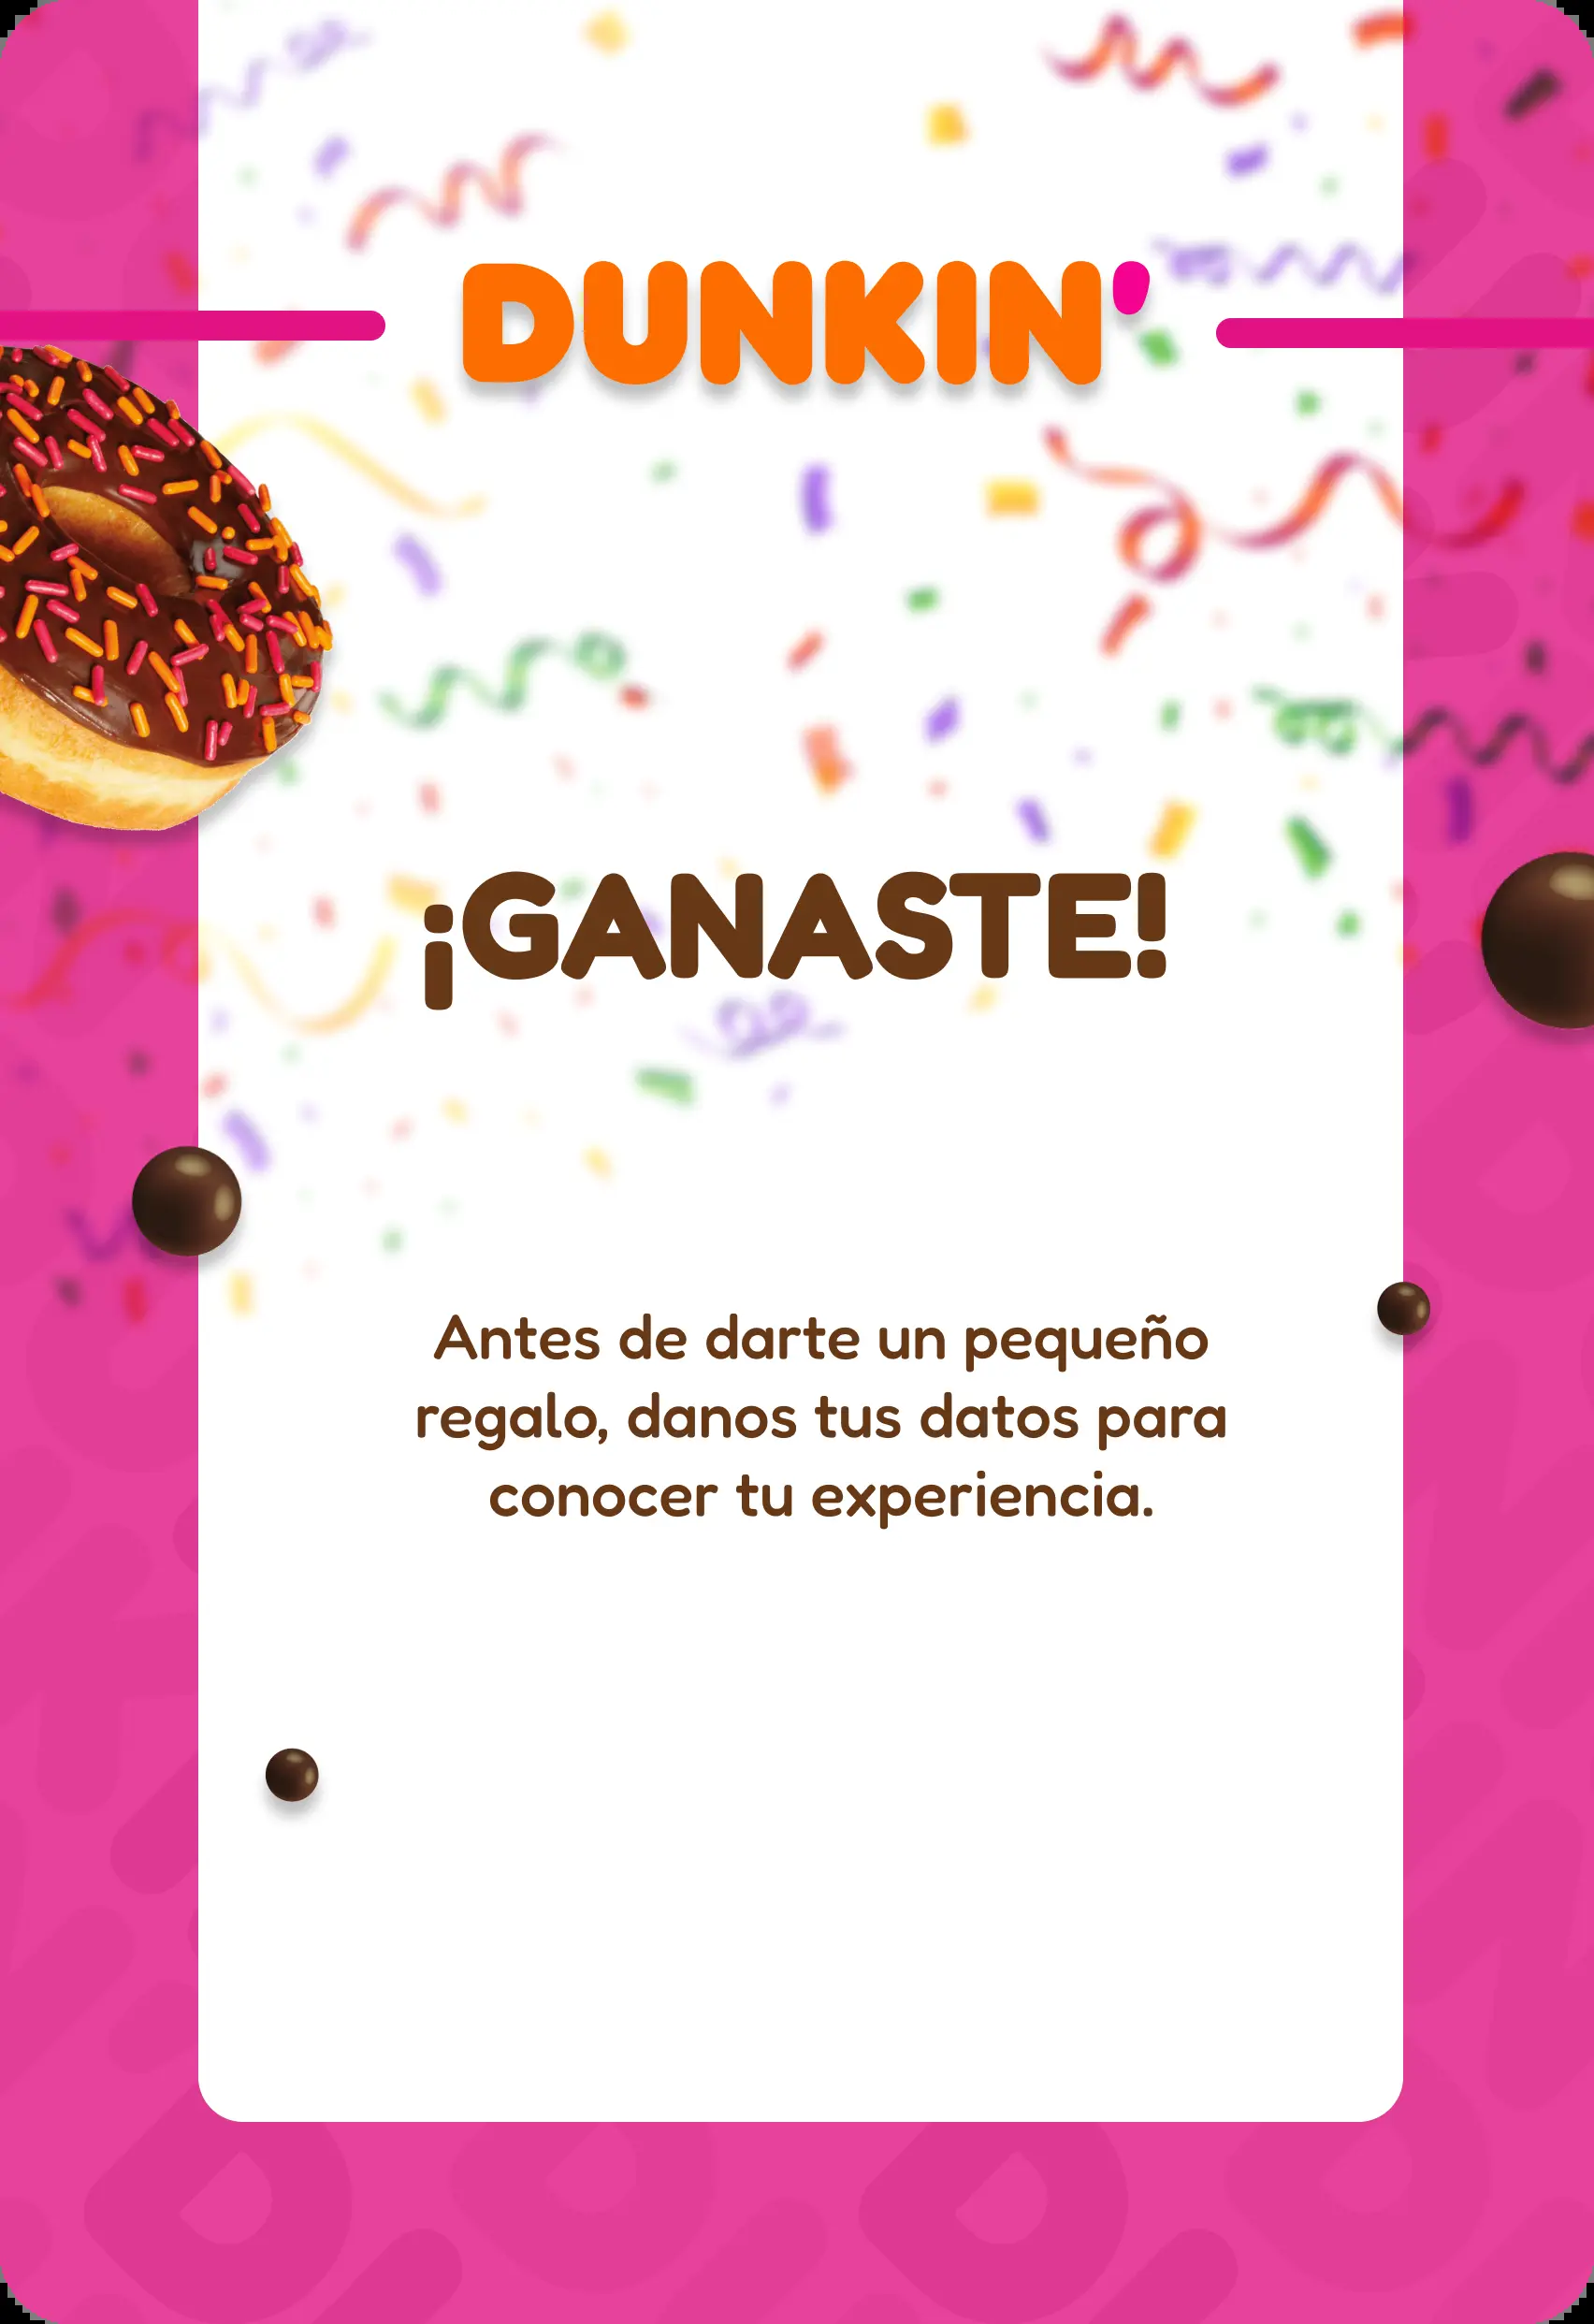 DUNKIN'
¡GANASTE!
Antes de darte un pequeño
regalo, danos tus datos para
conocer tu experiencia.